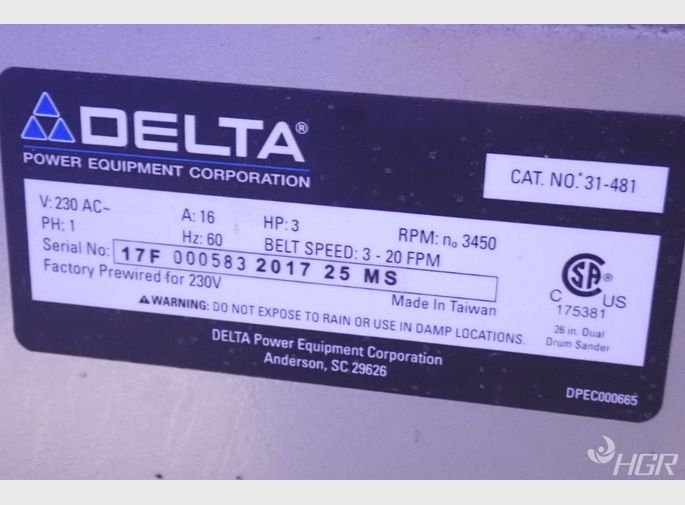 DELTA®
POWER EQUIPMENT CORPORATION
CAT. NO.* 31-481
V: 230 AC~ A: 16 HP: 3 RPM: n₀ 3450
PH: 1 Hz: 60 BELT SPEED: 3 - 20 FPM
Serial No: 17F 000583 2017 25 MS
Factory Prewired for 230V Made In Taiwan
C SA ® US
175381
26 in. Dual
Drum Sander
WARNING: DO NOT EXPOSE TO RAIN OR USE IN DAMP LOCATIONS.
DELTA Power Equipment Corporation
Anderson, SC 29626
DPEC000665
HGR